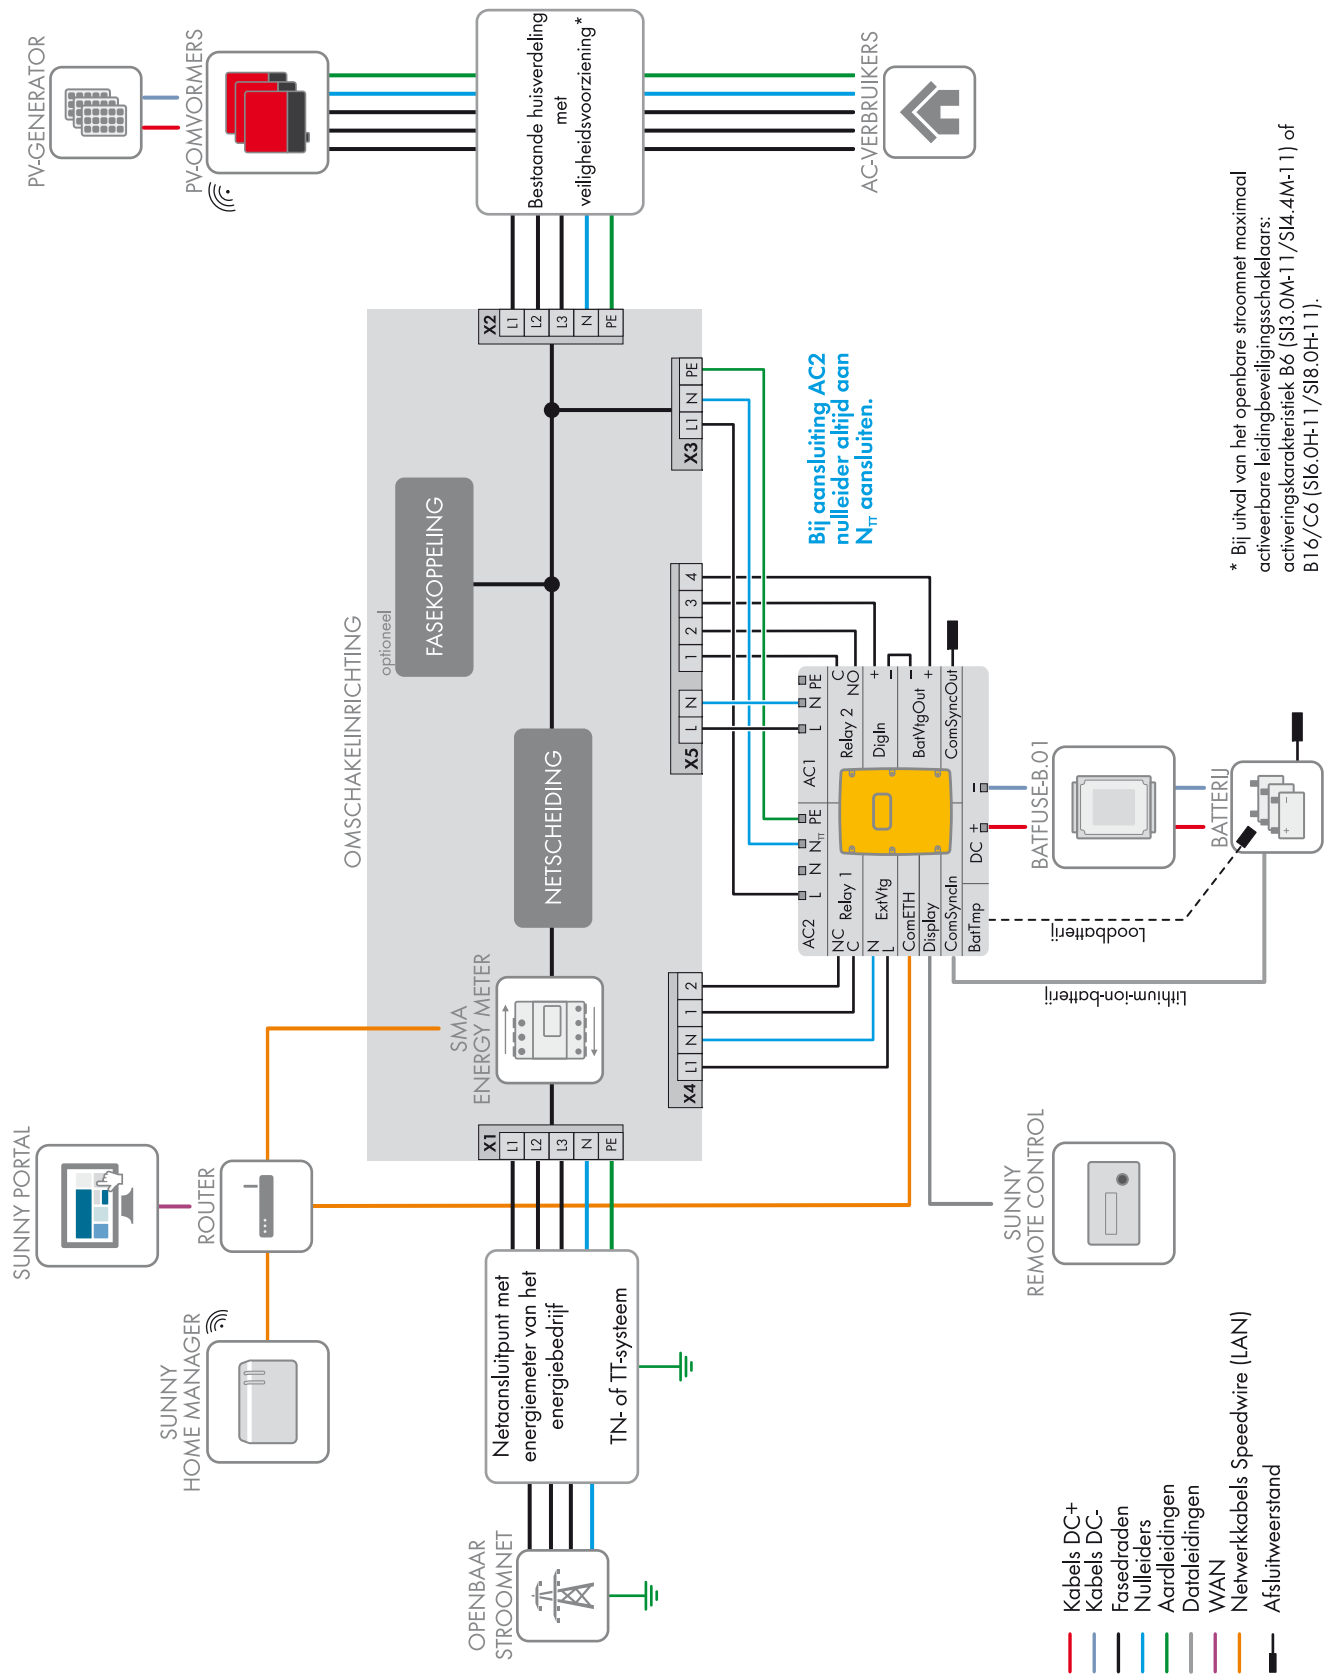 PV-GENERATOR
PV-OMVORMERS
Bestaande huisverdeling
met
veiligheidsvoorziening*
AC-VERBRUIKERS
* Bij uitval van het openbare stroomnet maximaal
activeerbare leidingbeveiligingsschakelaars:
activeringskarakteristiek B6 (SI3.0M-11/SI4.4M-11) of
B16/C6 (SI6.0H-11/SI8.0H-11).
OMSCHAKELINRICHTING
optioneel
FASEKOPPELING
NETSCHEIDING
SMA
ENERGY METER
X2
L1
L2
L3
N
PE
X3
L1
N
PE
Bij aansluiting AC2
nulleider altijd aan
NTT aansluiten.
X5
L
N
1
2
3
4
X4
L1
N
1
2
X1
L1
L2
L3
N
PE
AC1
L
N
PE
AC2
L
N
NTT
PE
Relay 2
C
NO
DigIn
+
–
BatVtgOut
–
+
ComSyncOut
Relay 1
NC
C
ExtVtg
N
L
ComETH
Display
ComSyncIn
BatTmp
DC
+
–
BATFUSE-B.01
BATTERIJ
+
–
Loodbatterij
Lithium-ion-batterij
SUNNY PORTAL
ROUTER
SUNNY
HOME MANAGER
SUNNY
REMOTE CONTROL
Netaansluitpunt met
energiemeter van het
energiebedrijf
TN- of TT-systeem
OPENBAAR
STROOMNET
Kabels DC+
Kabels DC-
Fasedraden
Nulleiders
Aardleidingen
Dataleidingen
WAN
Netwerkkabels Speedwire (LAN)
Afsluitweerstand